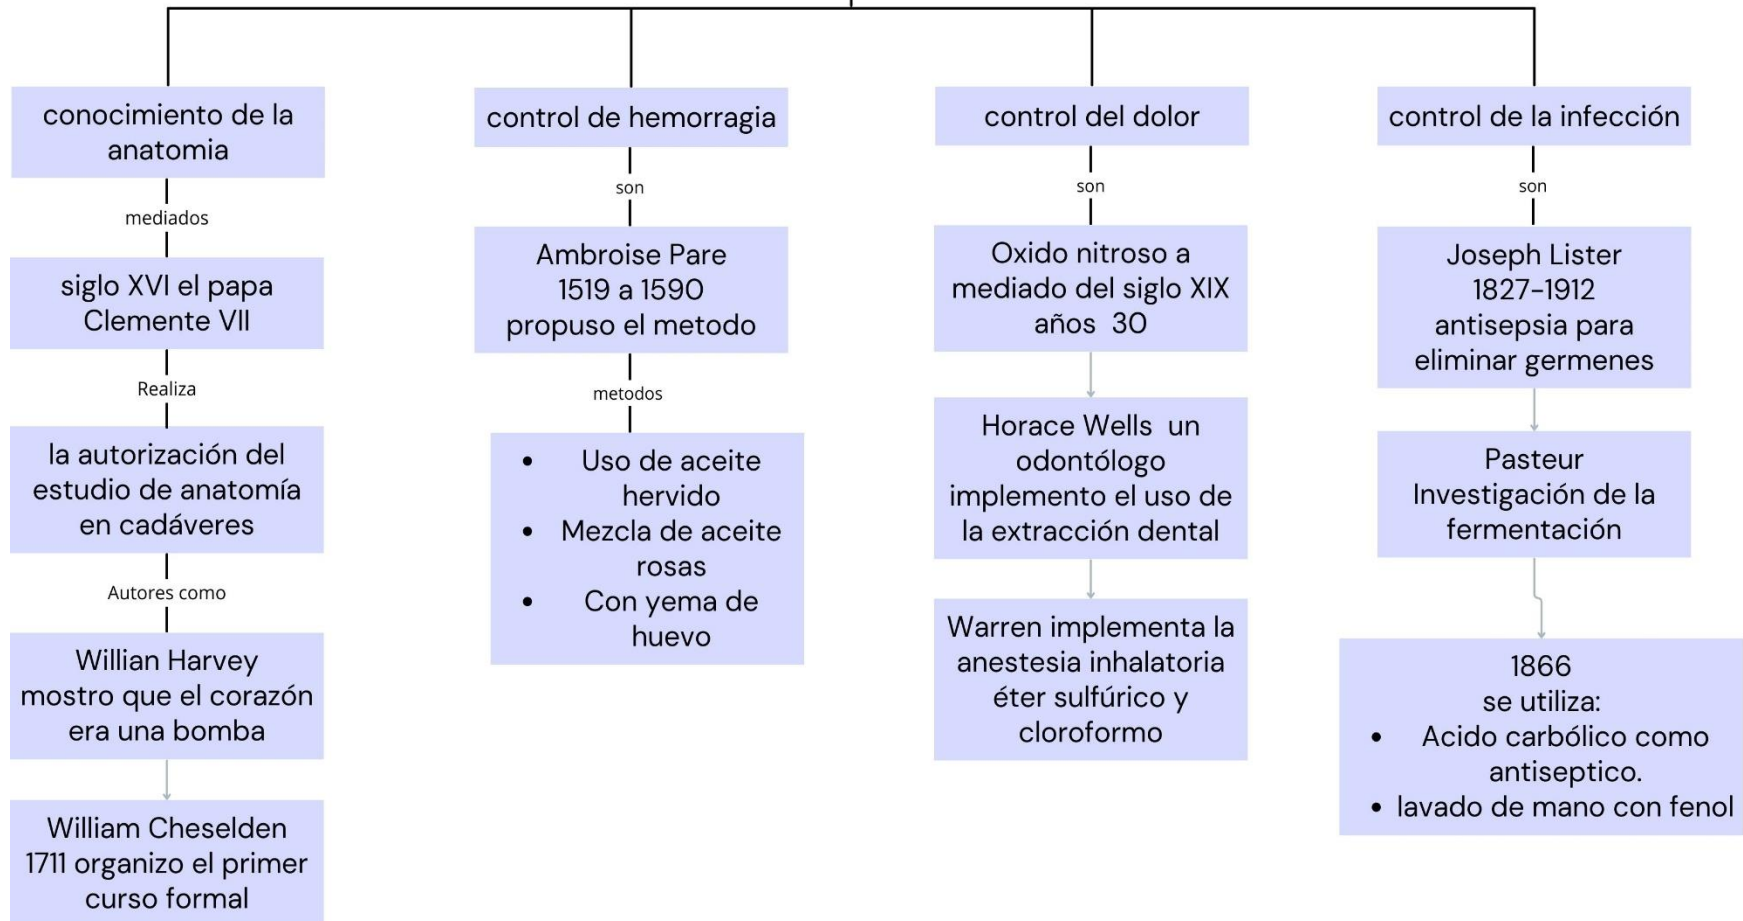 conocimiento de la
anatomia
mediados
siglo XVI el papa
Clemente VII
Realiza
la autorización del
estudio de anatomía
en cadáveres
Autores como
Willian Harvey
mostro que el corazón
era una bomba
William Cheselden
1711 organizo el primer
curso formal
control de hemorragia
son
Ambroise Pare
1519 a 1590
propuso el metodo
metodos
• Uso de aceite
hervido
• Mezcla de aceite
rosas
• Con yema de
huevo
control del dolor
son
Oxido nitroso a
mediado del siglo XIX
años 30
Horace Wells un
odontólogo
implemento el uso de
la extracción dental
Warren implementa la
anestesia inhalatoria
éter sulfúrico y
cloroformo
control de la infección
son
Joseph Lister
1827-1912
antisepsia para
eliminar germenes
Pasteur
Investigación de la
fermentación
1866
se utiliza:
• Acido carbólico como
antiseptico.
• lavado de mano con fenol